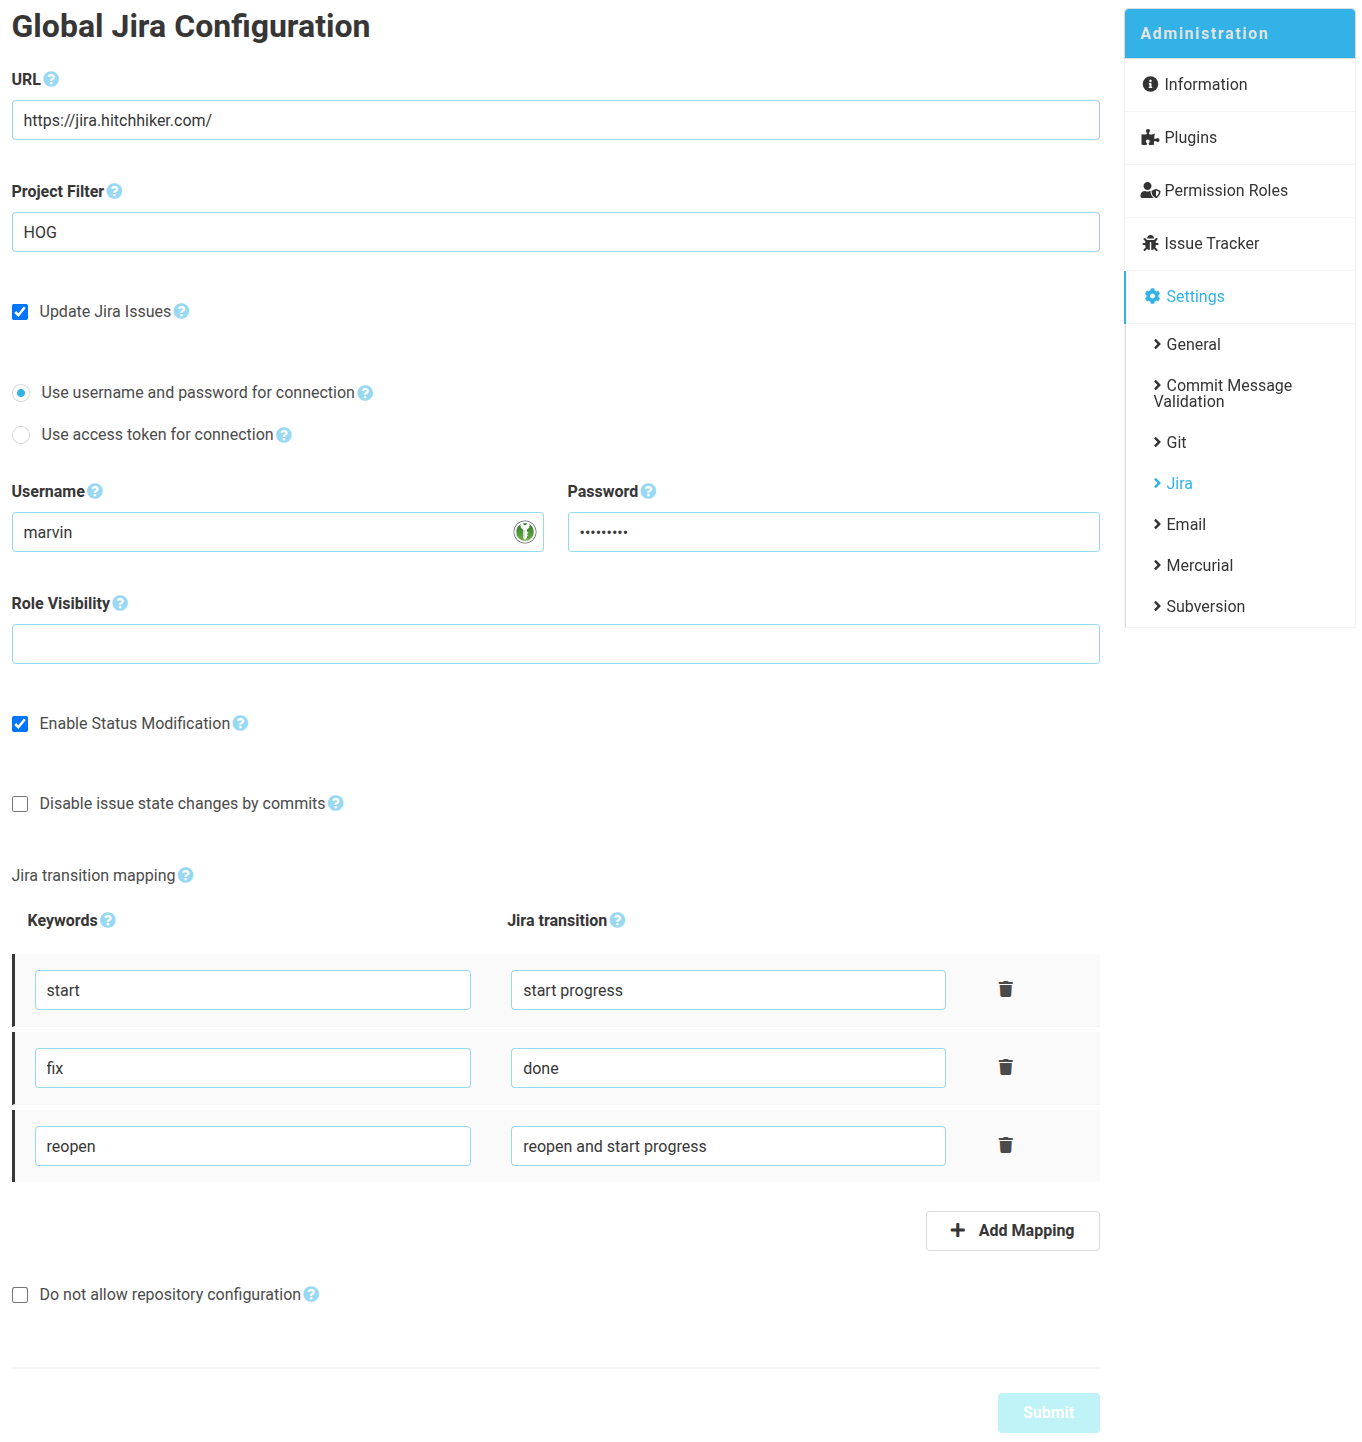 Global Jira Configuration
URL
https://jira.hitchhiker.com/
Project Filter
HOG
Update Jira Issues
Use username and password for connection
Use access token for connection
Username
Password
marvin
•••••••••
Role Visibility
Enable Status Modification
Disable issue state changes by commits
Jira transition mapping
Keywords
Jira transition
start
start progress
fix
done
reopen
reopen and start progress
Add Mapping
Do not allow repository configuration
Submit
Administration
Information
Plugins
Permission Roles
Issue Tracker
Settings
General
Commit Message
Validation
Git
Jira
Email
Mercurial
Subversion